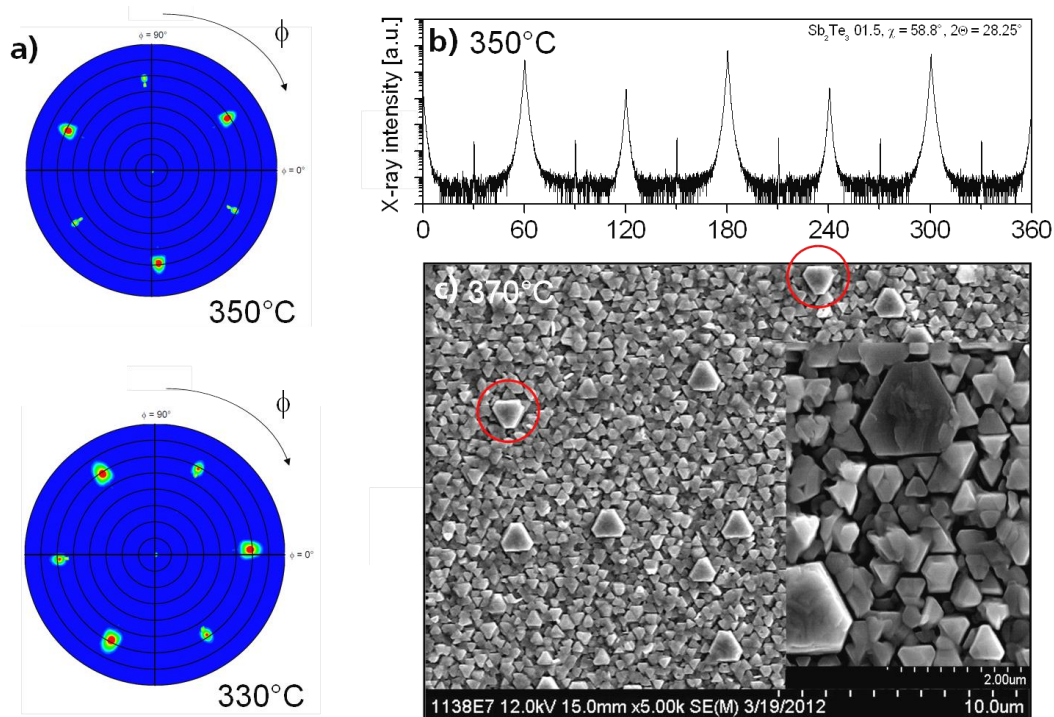 a)
ϕ
ϕ = 90°
ϕ = 0°
350°C
ϕ
ϕ = 90°
ϕ = 0°
330°C
b) 350°C
Sb₂Te₃ 01.5, χ = 58.8°, 2Θ = 28.25°
X-ray intensity [a.u.]
0 60 120 180 240 300 360
c) 370°C
2.00um
1138E7 12.0kV 15.0mm x5.00k SE(M) 3/19/2012 10.0um